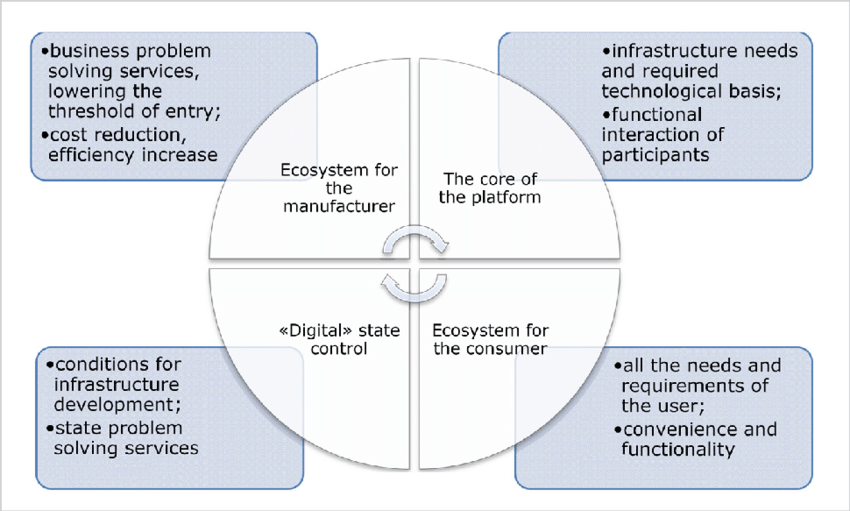 •business problem
solving services,
lowering the
threshold of entry;
•cost reduction,
efficiency increase
•infrastructure needs
and required
technological basis;
•functional
interaction of
participants
Ecosystem for
the
manufacturer
The core of
the platform
«Digital» state
control
Ecosystem for
the consumer
•conditions for
infrastructure
development;
•state problem
solving services
•all the needs and
requirements of
the user;
•convenience and
functionality